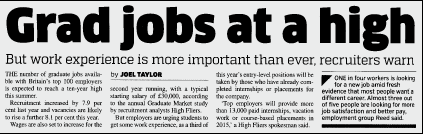 Grad jobs at a high
But work experience is more important than ever, recruiters warn
THE number of graduate jobs available
with Britain's top 100 employers
is expected to reach a ten-year high
this summer.
Recruitment increased by 7.9 per
cent last year and vacancies are likely
to rise a further 8.1 per cent this year.
Wages are also set to increase for the
by JOEL TAYLOR
second year running, with a typical
starting salary of £30,000, according
to the annual Graduate Market study
by recruitment analysts High Fliers.
But employers are urging students to
get some work experience, as a third of
this year's entry-level positions will be
taken by those who have already completed
internships or placements for
the company.
'Top employers will provide more
than 13,000 paid internships, vacation
work or course-based placements in
2015,' a High Fliers spokesman said.
ONE in four workers is looking
for a new job amid fresh
evidence that most people want a
different career. Almost three out
of five people are looking for more
job satisfaction and better pay,
employment group Reed said.